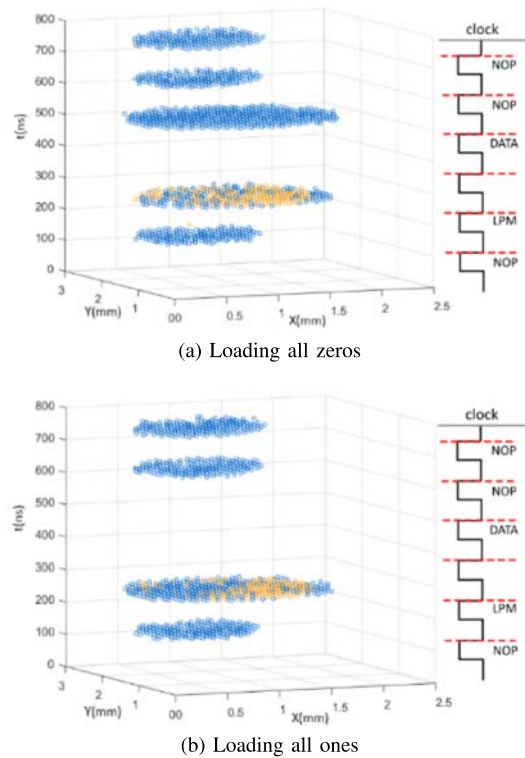 800
700
600
500
400
300
200
100
0
t(ns)
3
2
1
0
Y(mm)
0
0.5
1
1.5
2
2.5
X(mm)
clock
NOP
NOP
DATA
LPM
NOP
(a) Loading all zeros
800
700
600
500
400
300
200
100
0
t(ns)
3
2
1
0
Y(mm)
0
0.5
1
1.5
2
2.5
X(mm)
clock
NOP
NOP
DATA
LPM
NOP
(b) Loading all ones